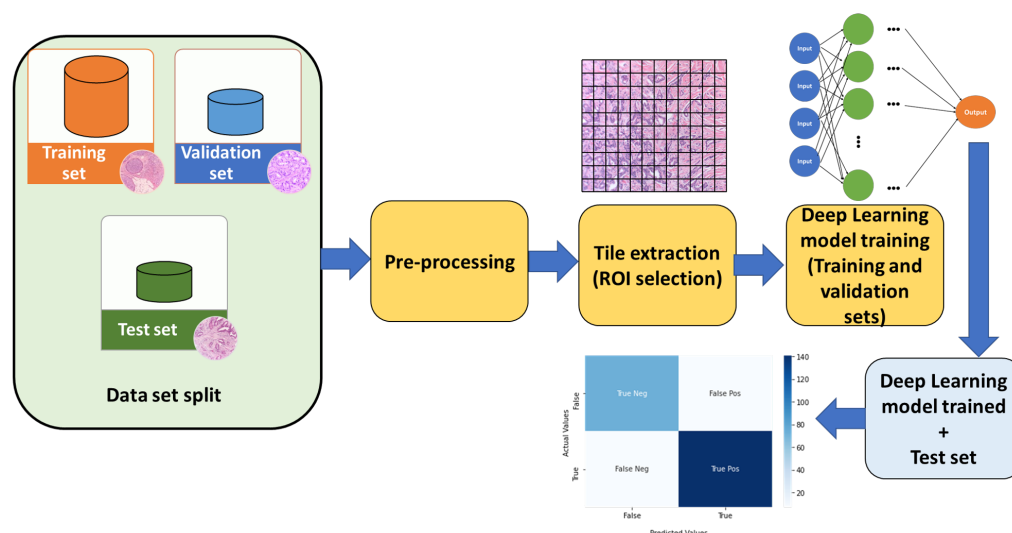 Training
set
Validation
set
Test set
Data set split
Pre-processing
Tile extraction
(ROI selection)
Input
Input
Input
Input
Output
Deep Learning
model training
(Training and
validation
sets)
Deep Learning
model trained
+
Test set
Actual Values
False
True
True Neg
False Pos
False Neg
True Pos
False
True
Predicted Values
140
120
100
80
60
40
20